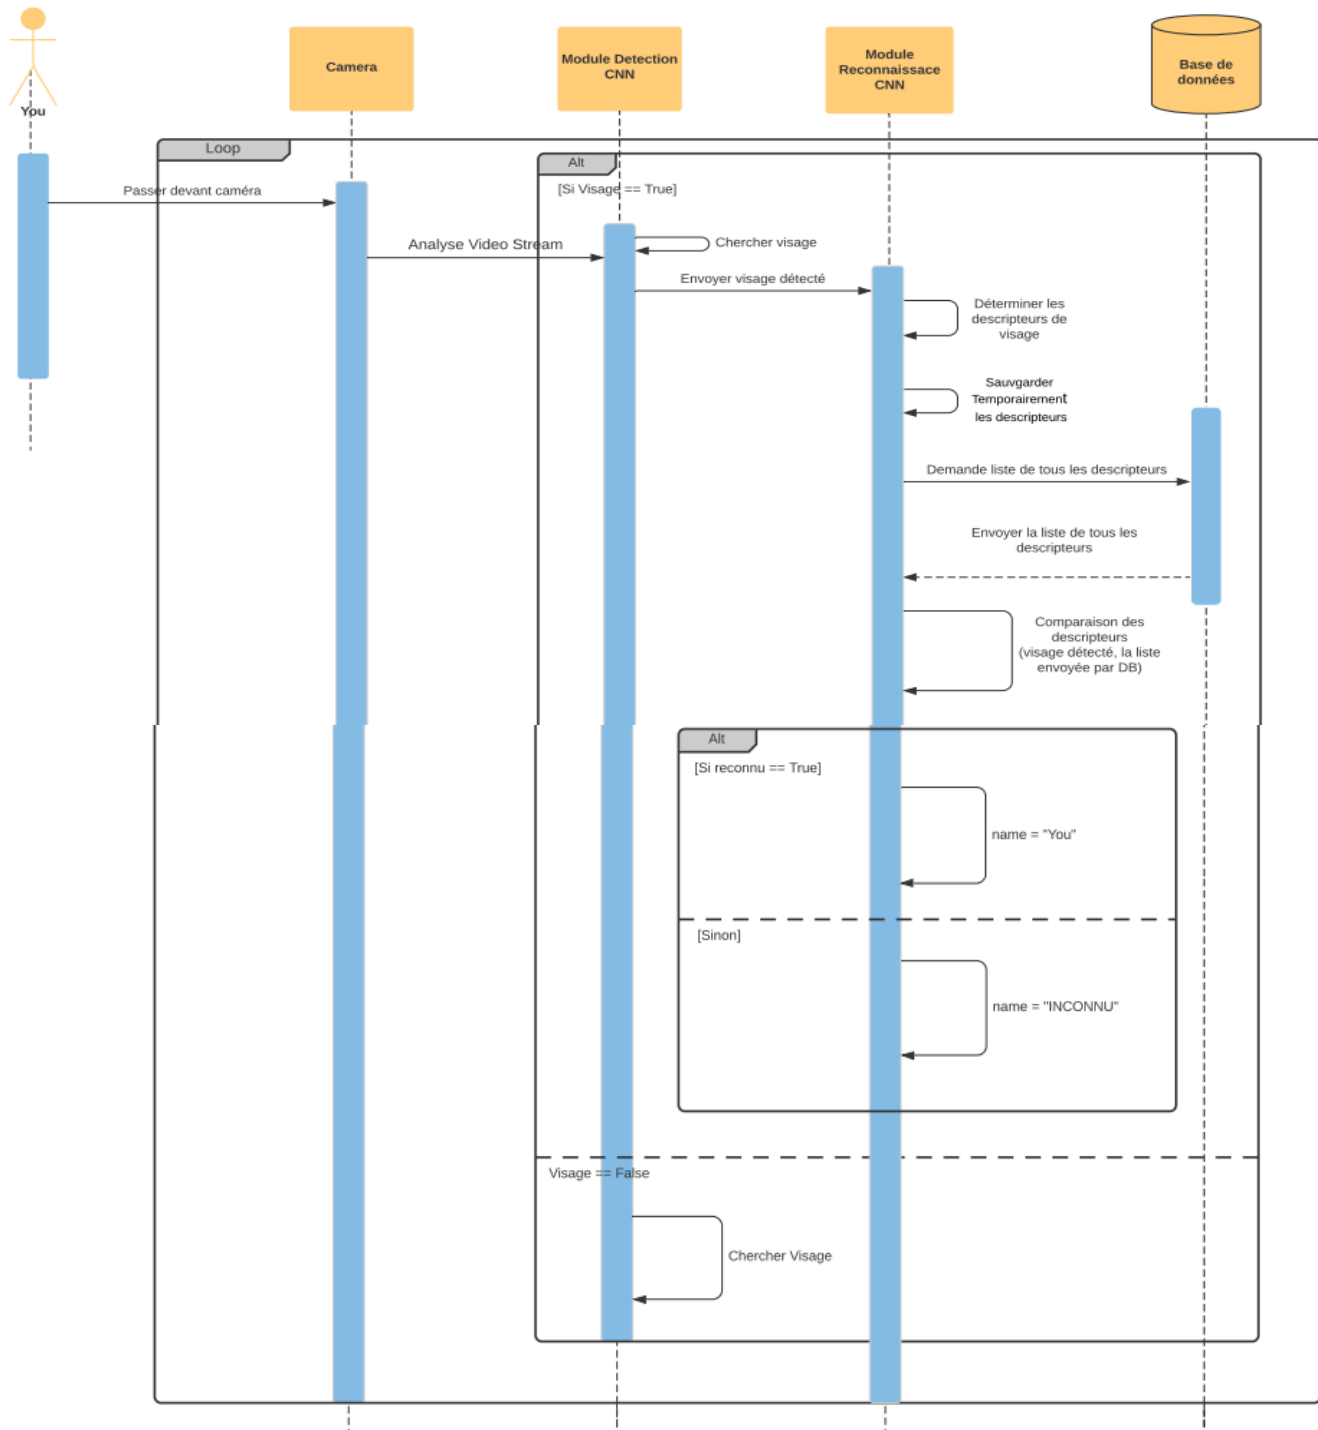 You
Camera
Module Detection
CNN
Module
Reconnaissace
CNN
Base de
données
Loop
Alt
[Si Visage == True]
Passer devant caméra
Analyse Video Stream
Chercher visage
Envoyer visage détecté
Déterminer les
descripteurs de
visage
Sauvgarder
Temporairement
les descripteurs
Demande liste de tous les descripteurs
Envoyer la liste de tous les
descripteurs
Comparaison des
descripteurs
(visage détecté, la liste
envoyée par DB)
Alt
[Si reconnu == True]
name = "You"
[Sinon]
name = "INCONNU"
Visage == False
Chercher Visage